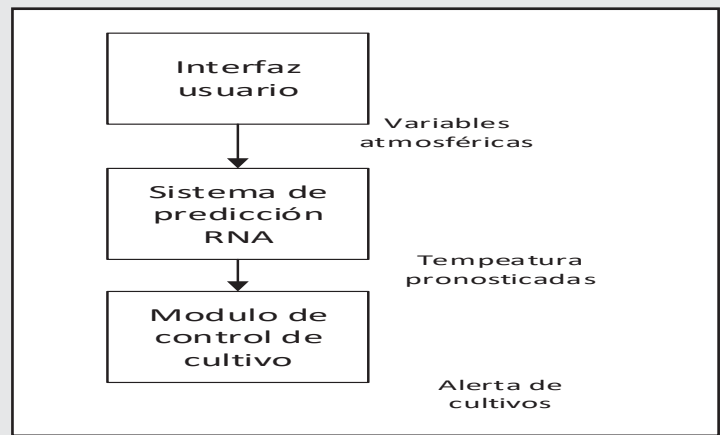 Interfaz
usuario
Variables
atmosféricas
Sistema de
predicción
RNA
Tempeatura
pronosticadas
Modulo de
control de
cultivo
Alerta de
cultivos